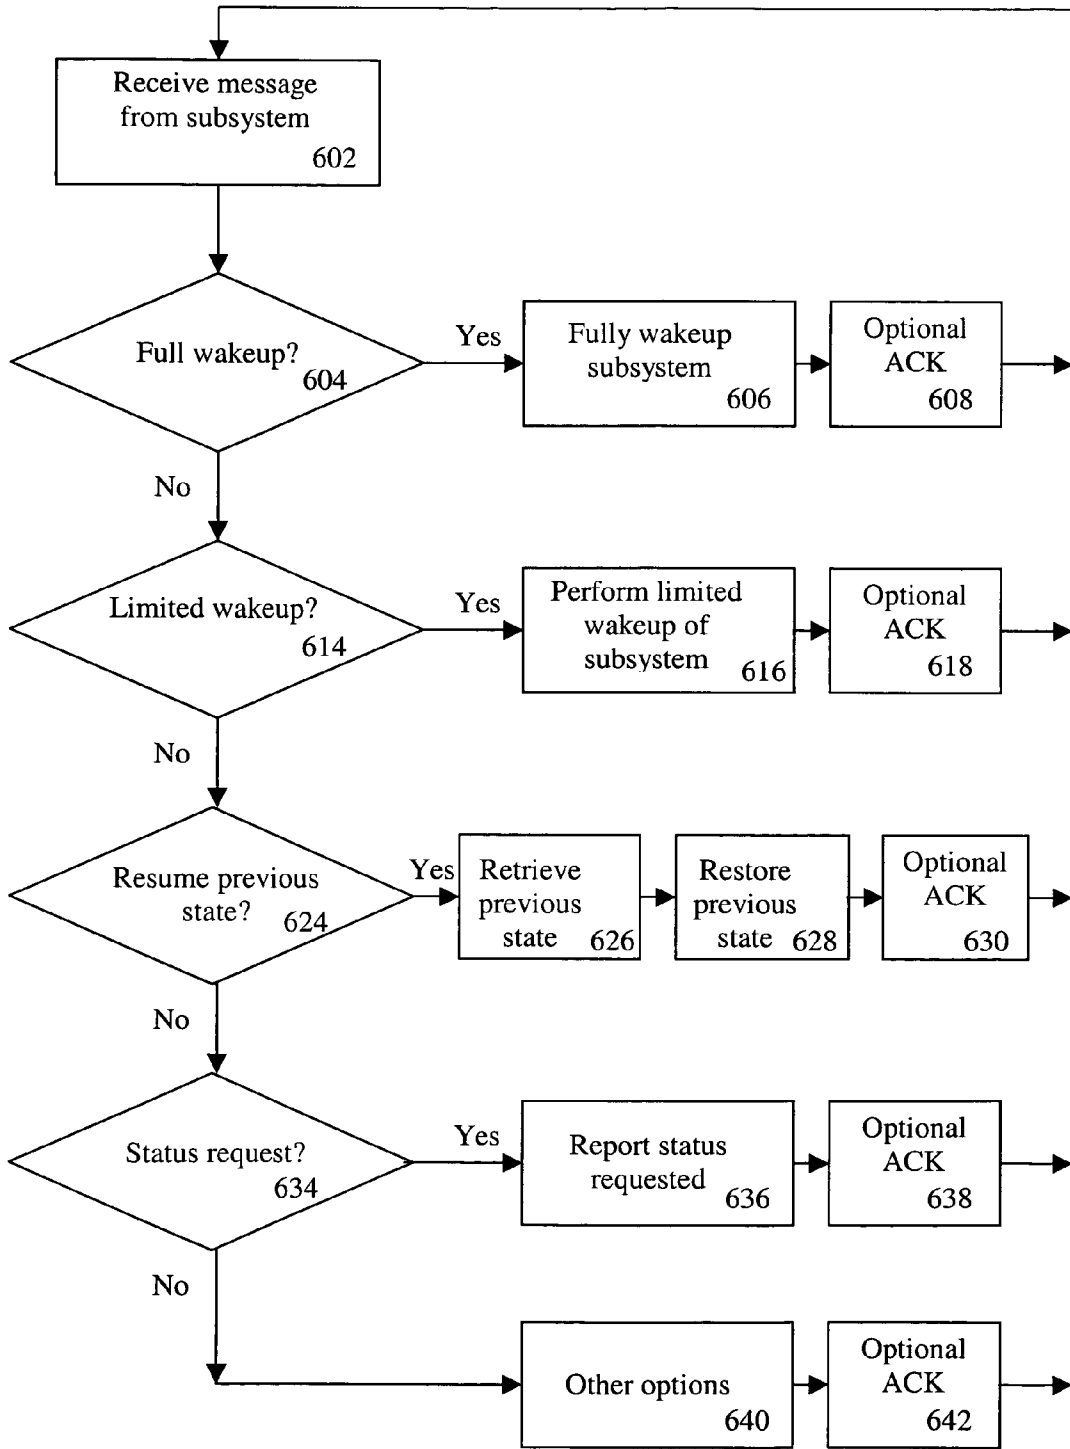 Receive message
from subsystem
602
Full wakeup?
604
Yes
Fully wakeup
subsystem
606
Optional
ACK
608
No
Limited wakeup?
614
Yes
Perform limited
wakeup of
subsystem
616
Optional
ACK
618
No
Resume previous
state?
624
Yes
Retrieve
previous
state
626
Restore
previous
state
628
Optional
ACK
630
No
Status request?
634
Yes
Report status
requested
636
Optional
ACK
638
No
Other options
640
Optional
ACK
642